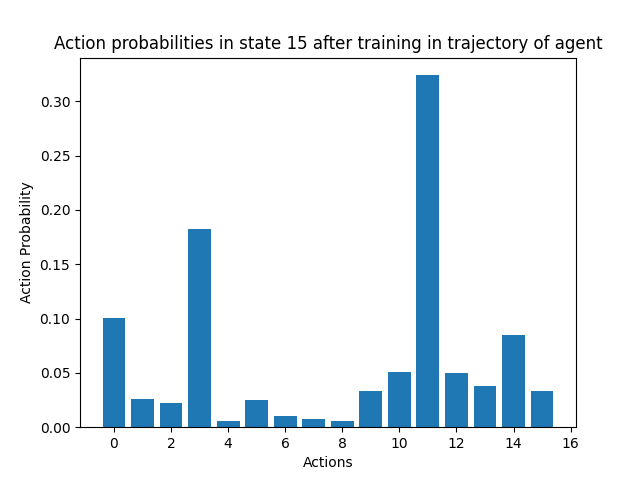 Action probabilities in state 15 after training in trajectory of agent
0.30
0.25
0.20
0.15
0.10
0.05
0.00
Action Probability
0 2 4 6 8 10 12 14 16
Actions